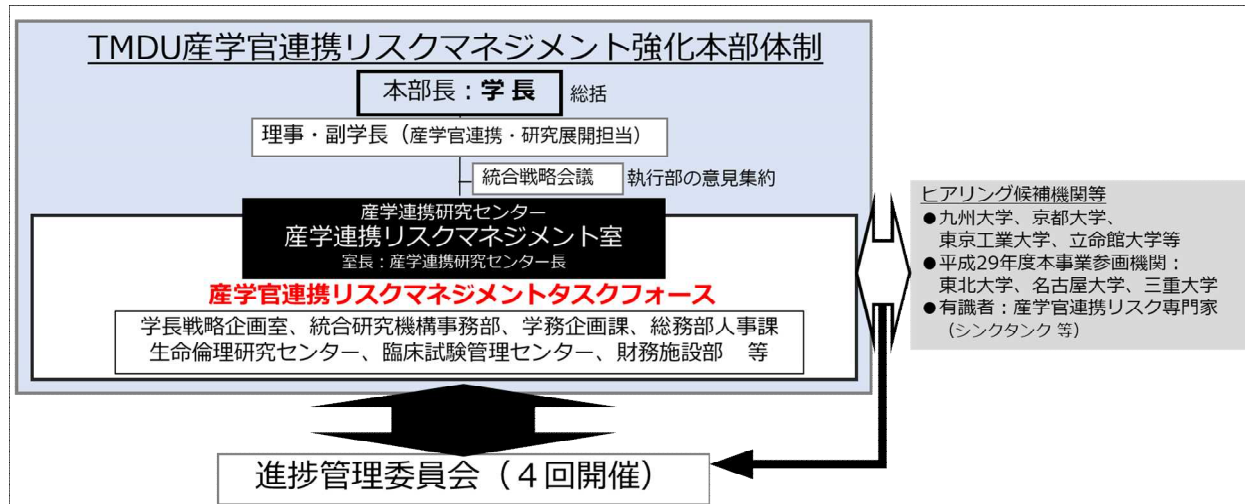 TMDU産学官連携リスクマネジメント強化本部体制
本部長：学長 総括
理事・副学長（産学官連携・研究展開担当）
統合戦略会議 執行部の意見集約
産学連携研究センター
産学連携リスクマネジメント室
室長：産学連携研究センター長
産学官連携リスクマネジメントタスクフォース
学長戦略企画室、統合研究機構事務部、学務企画課、総務部人事課
生命倫理研究センター、臨床試験管理センター、財務施設部　等
ヒアリング候補機関等
●九州大学、京都大学、
東京工業大学、立命館大学等
●平成29年度本事業参画機関：
東北大学、名古屋大学、三重大学
●有識者：産学官連携リスク専門家
（シンクタンク 等）
進捗管理委員会（４回開催）